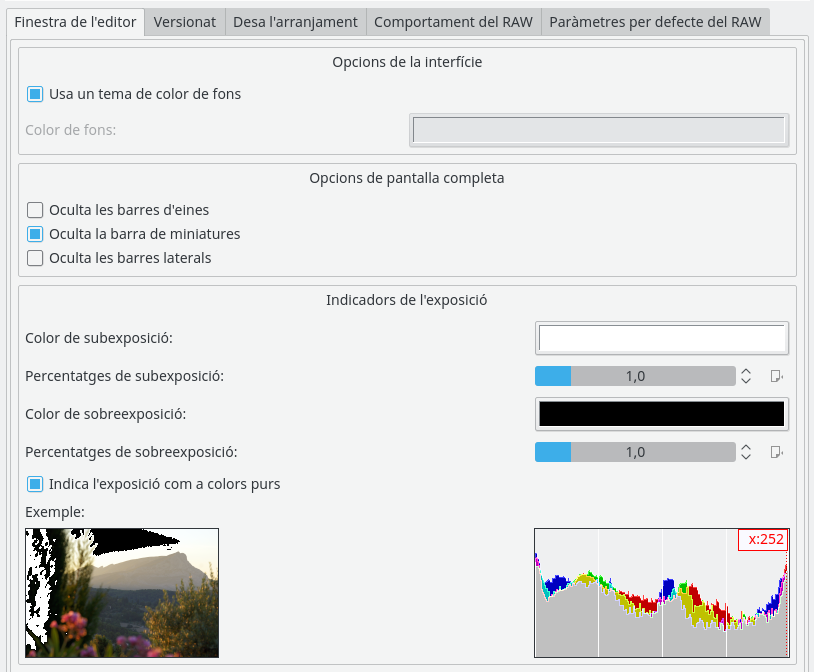 Finestra de l'editor Versionat Desa l'arranjament Comportament del RAW Paràmetres per defecte del RAW
Opcions de la interfície
Usa un tema de color de fons
Color de fons:
Opcions de pantalla completa
Oculta les barres d'eines
Oculta la barra de miniatures
Oculta les barres laterals
Indicadors de l'exposició
Color de subexposició:
Percentatges de subexposició: 1,0
Color de sobreexposició:
Percentatges de sobreexposició: 1,0
Indica l'exposició com a colors purs
Exemple:
x:252